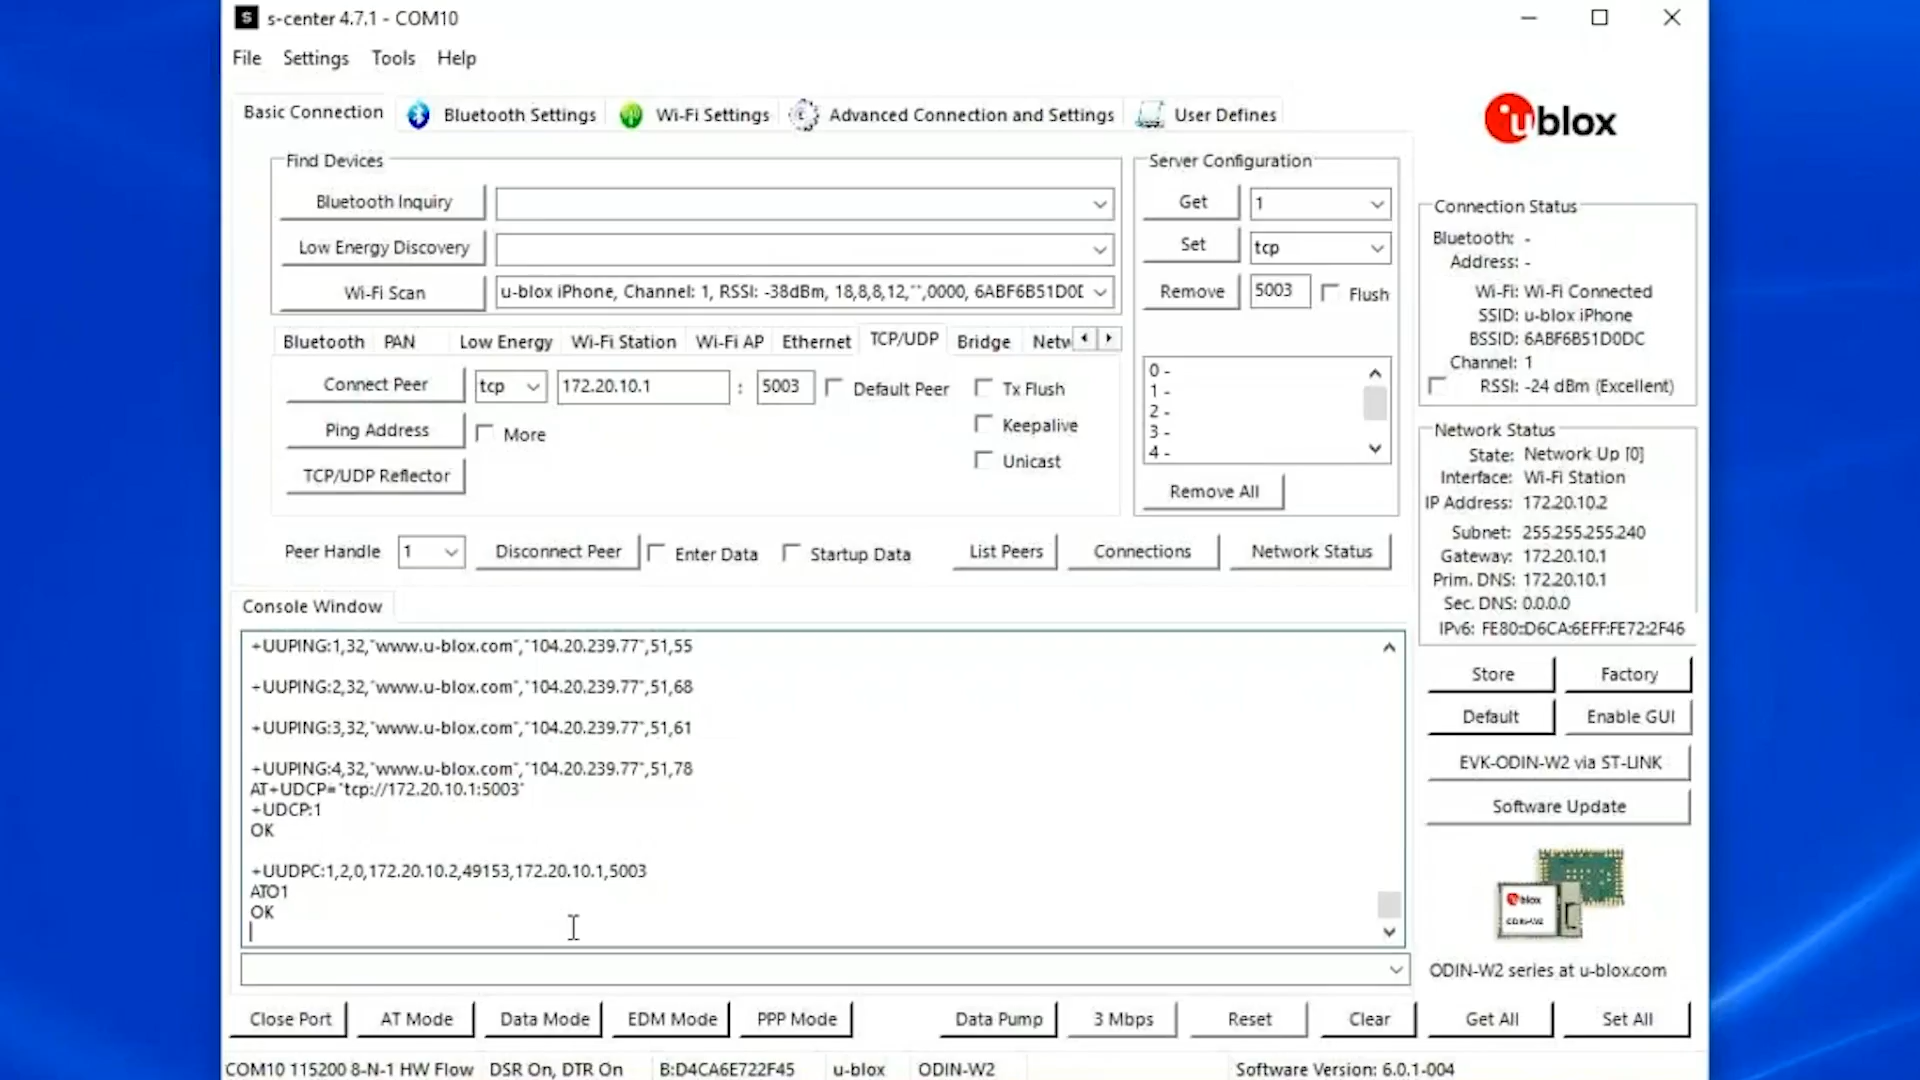 s-center 4.7.1 - COM10
File Settings Tools Help
Basic Connection Bluetooth Settings Wi-Fi Settings Advanced Connection and Settings User Defines
ublox
Find Devices
Bluetooth Inquiry
Low Energy Discovery
Wi-Fi Scan u-blox iPhone, Channel: 1, RSSI: -38dBm, 18,8,8,12,"",0000, 6ABF6B51D0D
Server Configuration
Get 1
Set tcp
Remove 5003 Flush
0 -
1 -
2 -
3 -
4 -
Remove All
Bluetooth PAN Low Energy Wi-Fi Station Wi-Fi AP Ethernet TCP/UDP Bridge Netw
Connect Peer tcp 172.20.10.1 : 5003 Default Peer Tx Flush
Ping Address More Keepalive
TCP/UDP Reflector Unicast
Peer Handle 1 Disconnect Peer Enter Data Startup Data List Peers Connections Network Status
Connection Status
Bluetooth: -
Address: -
Wi-Fi: Wi-Fi Connected
SSID: u-blox iPhone
BSSID: 6ABF6B51D0DC
Channel: 1
RSSI: -24 dBm (Excellent)
Network Status
State: Network Up [0]
Interface: Wi-Fi Station
IP Address: 172.20.10.2
Subnet: 255.255.255.240
Gateway: 172.20.10.1
Prim. DNS: 172.20.10.1
Sec. DNS: 0.0.0.0
IPv6: FE80::D6CA:6EFF:FE72:2F46
Console Window
+UUPING:1,32,"www.u-blox.com","104.20.239.77",51,55
+UUPING:2,32,"www.u-blox.com","104.20.239.77",51,68
+UUPING:3,32,"www.u-blox.com","104.20.239.77",51,61
+UUPING:4,32,"www.u-blox.com","104.20.239.77",51,78
AT+UDCP="tcp://172.20.10.1:5003"
+UDCP:1
OK
+UUDPC:1,2,0,172.20.10.2,49153,172.20.10.1,5003
ATO1
OK
Store Factory
Default Enable GUI
EVK-ODIN-W2 via ST-LINK
Software Update
ublox
ODIN-W2
ODIN-W2 series at u-blox.com
Close Port AT Mode Data Mode EDM Mode PPP Mode Data Pump 3 Mbps Reset Clear Get All Set All
COM10 115200 8-N-1 HW Flow DSR On, DTR On B:D4CA6E722F45 u-blox ODIN-W2 Software Version: 6.0.1-004